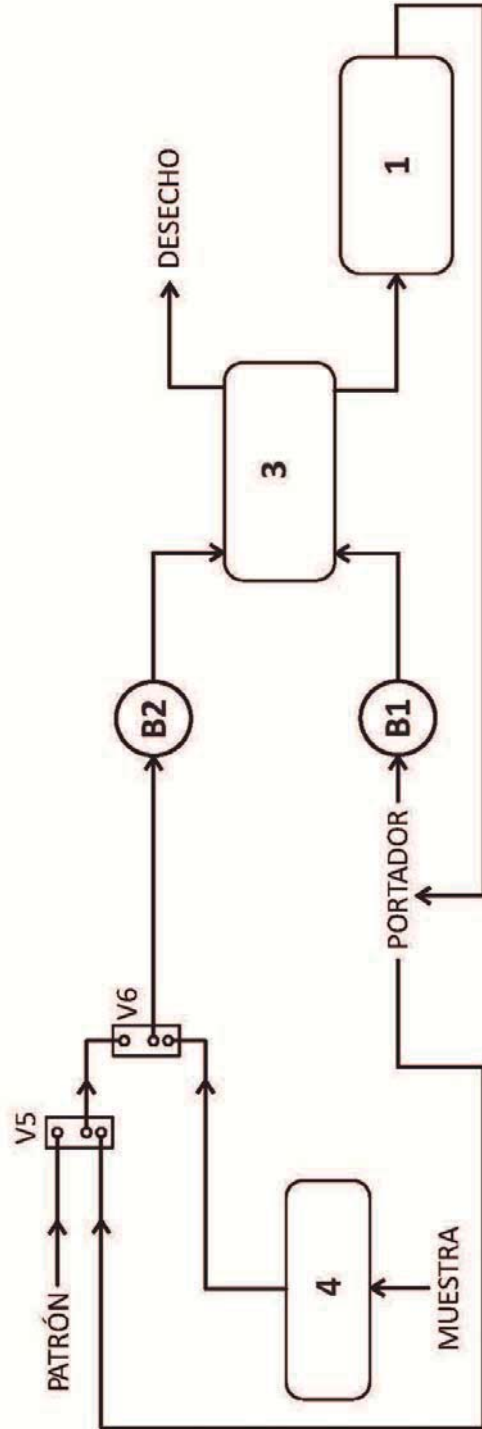 PATRÓN
V5
V6
B2
DESECHO
3
4
MUESTRA
PORTADOR
B1
1